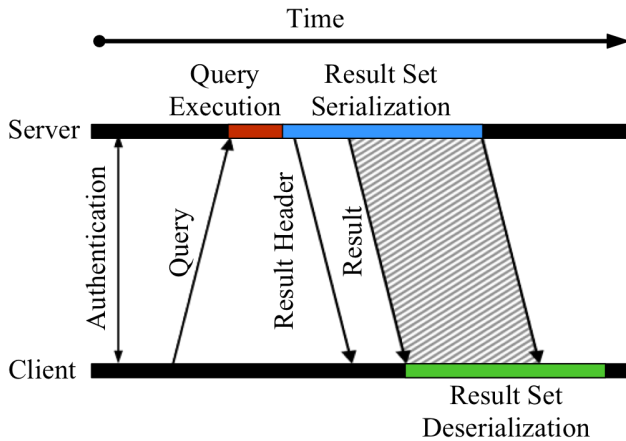 Time
Query
Execution
Result Set
Serialization
Server
Authentication
Query
Result Header
Result
Client
Result Set
Deserialization